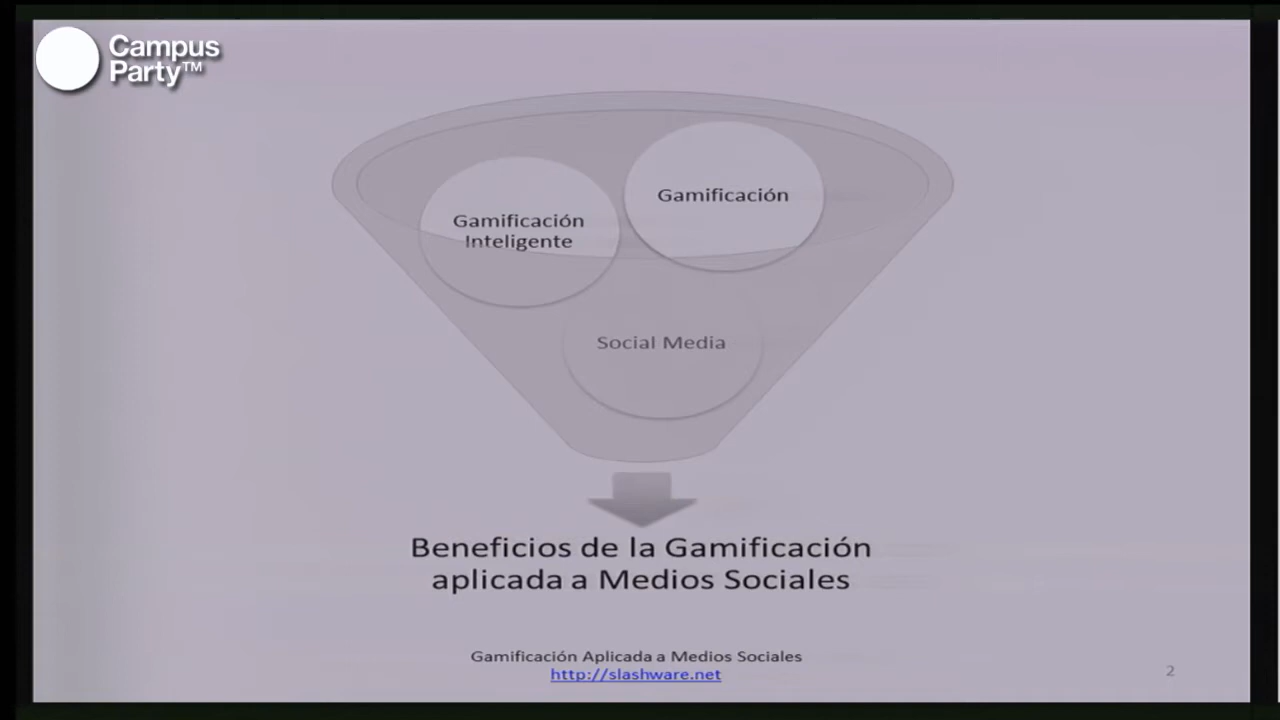 Campus
Party™
Gamificación
Gamificación
Inteligente
Social Media
Beneficios de la Gamificación
aplicada a Medios Sociales
Gamificación Aplicada a Medios Sociales
http://slashware.net
2